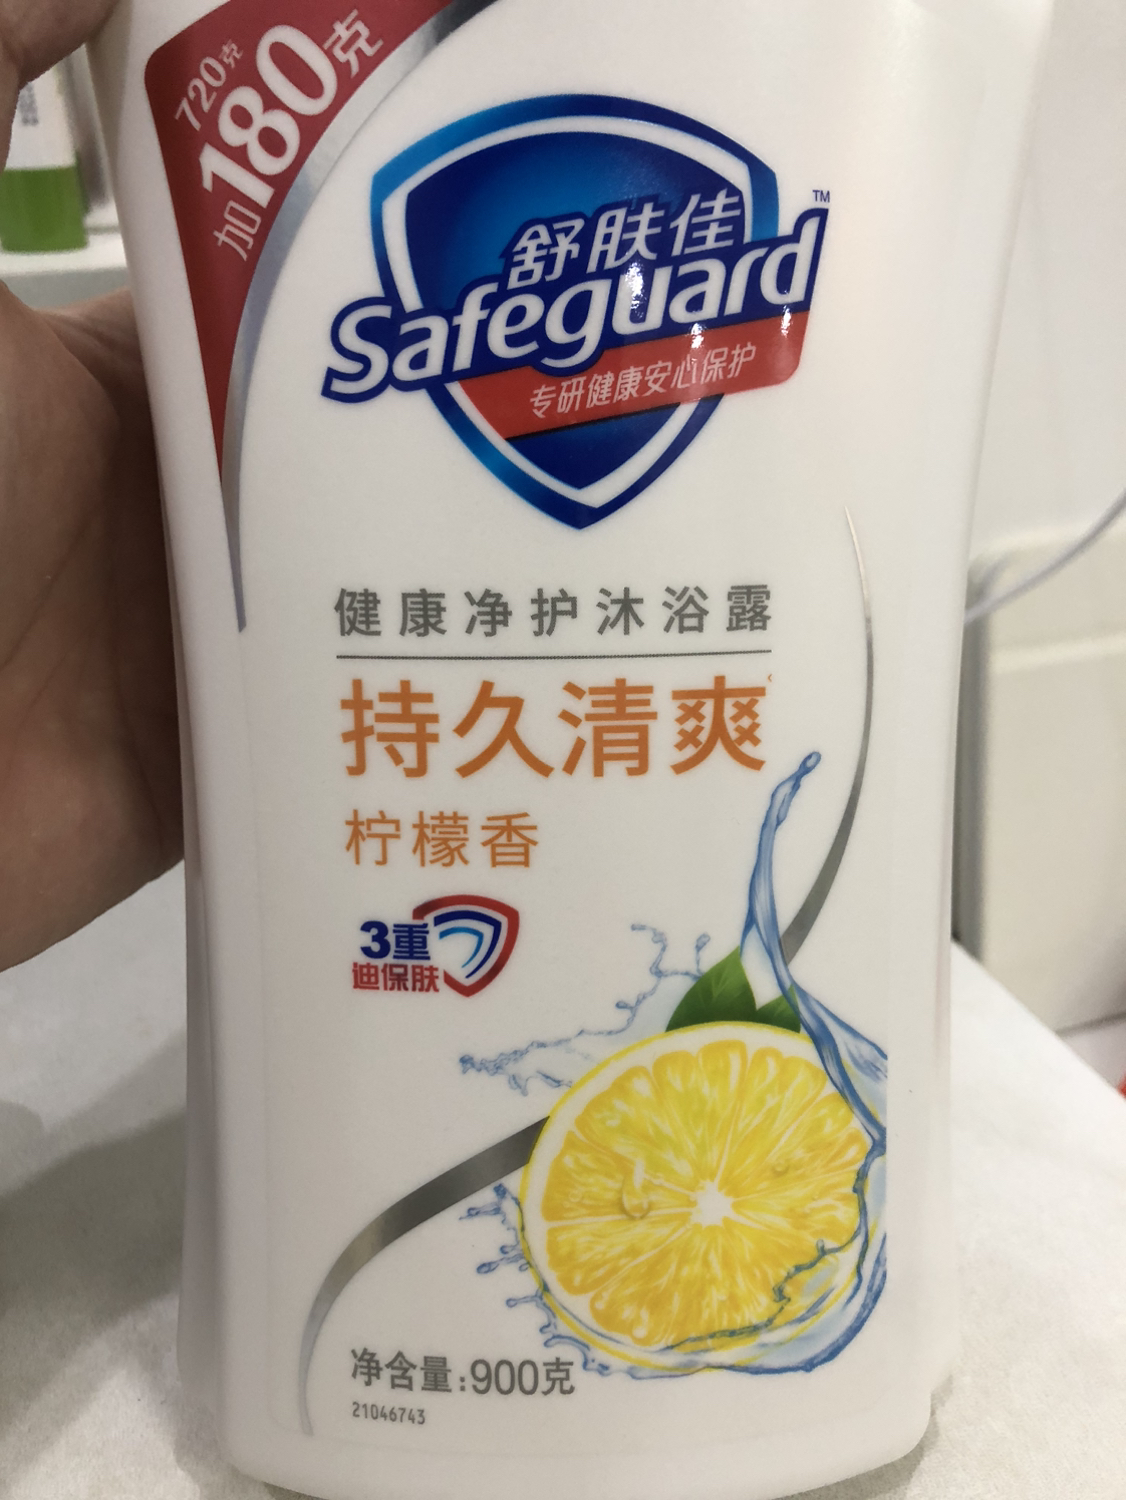 720克
加180克
舒肤佳
TM
Safeguard
专研健康安心保护
健康净护沐浴露
持久清爽
柠檬香
3重
迪保肤
净含量:900克
21046743